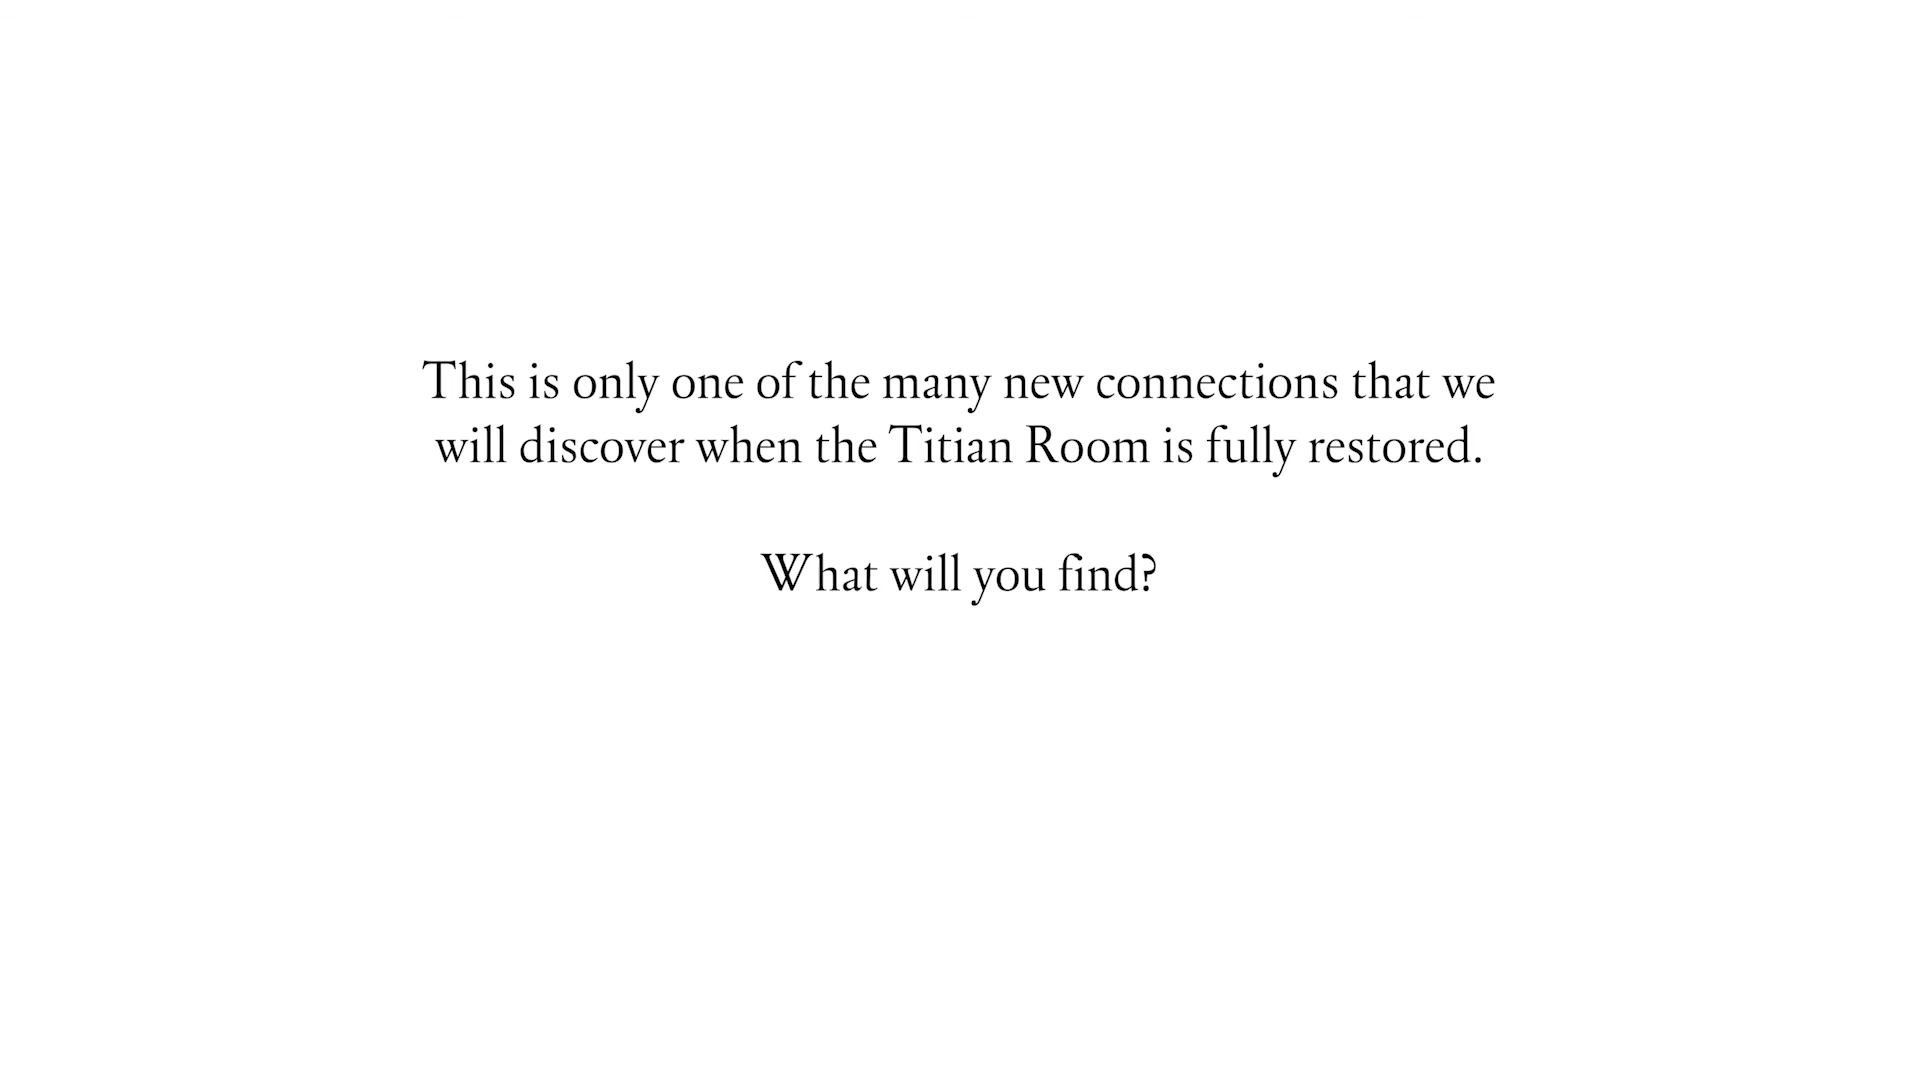 This is only one of the many new connections that we
will discover when the Titian Room is fully restored.
What will you find?